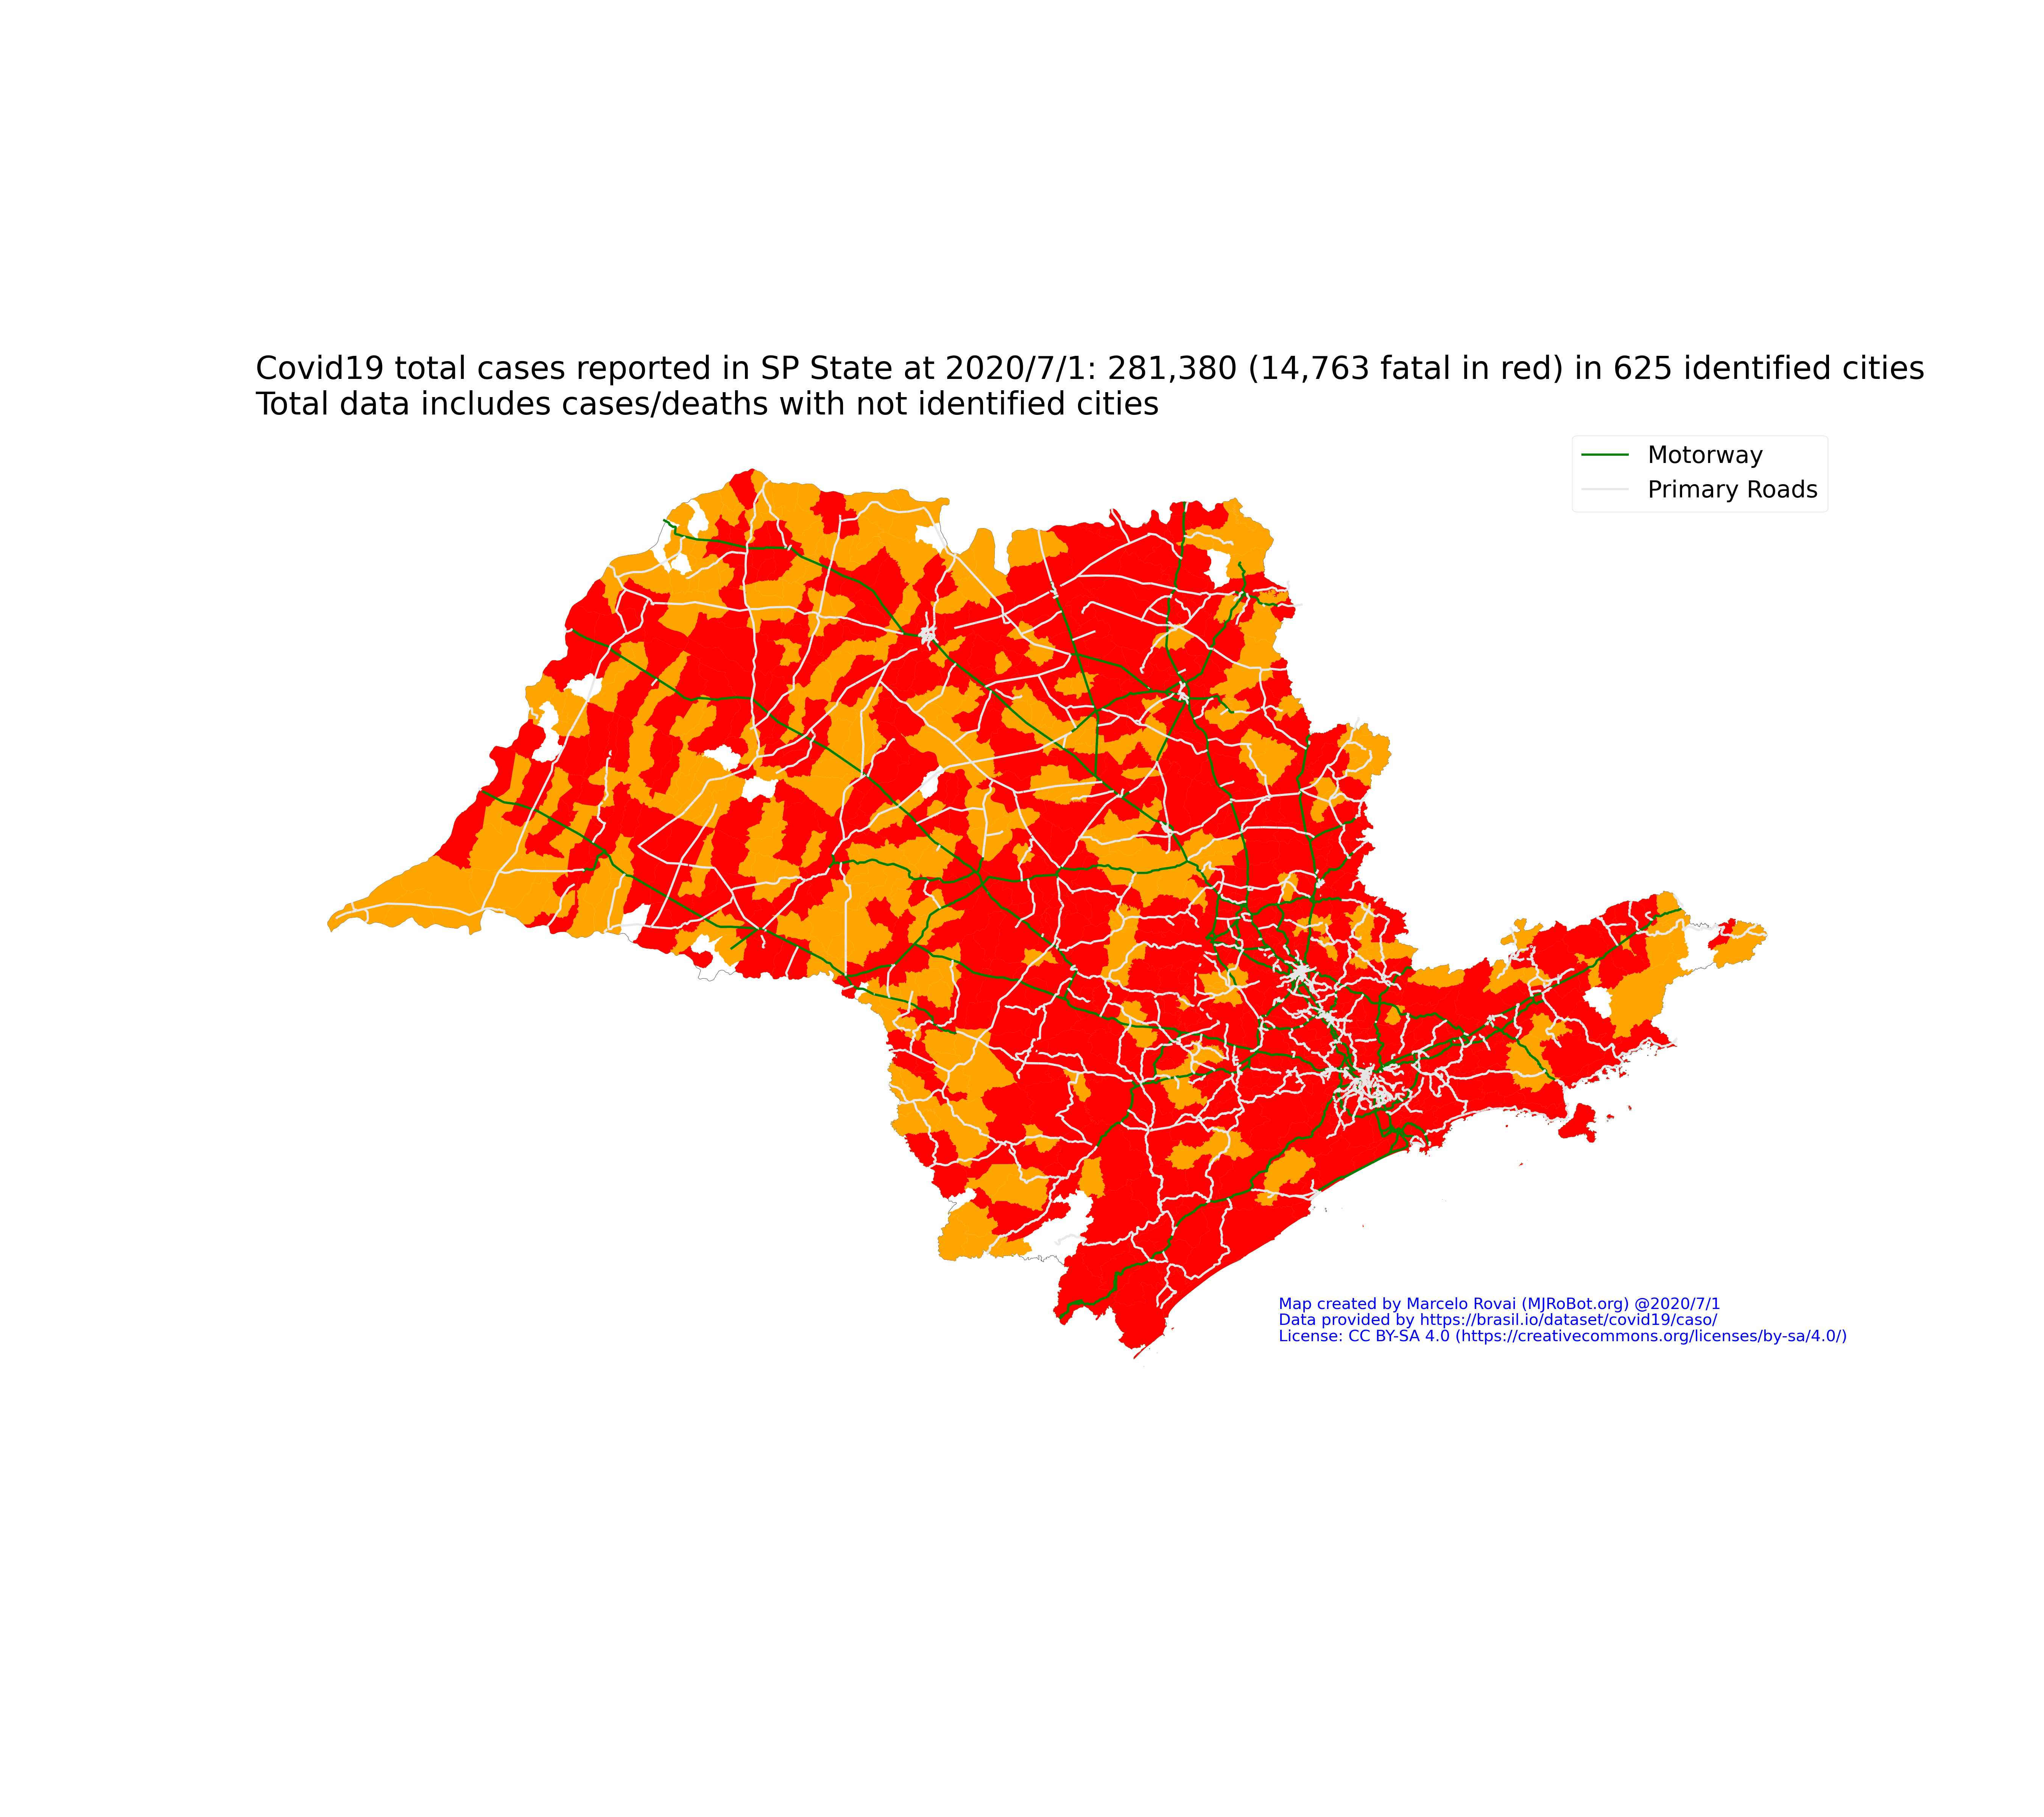 Covid19 total cases reported in SP State at 2020/7/1: 281,380 (14,763 fatal in red) in 625 identified cities
Total data includes cases/deaths with not identified cities
Motorway
Primary Roads
Map created by Marcelo Rovai (MJRoBot.org) @2020/7/1
Data provided by https://brasil.io/dataset/covid19/caso/
License: CC BY-SA 4.0 (https://creativecommons.org/licenses/by-sa/4.0/)